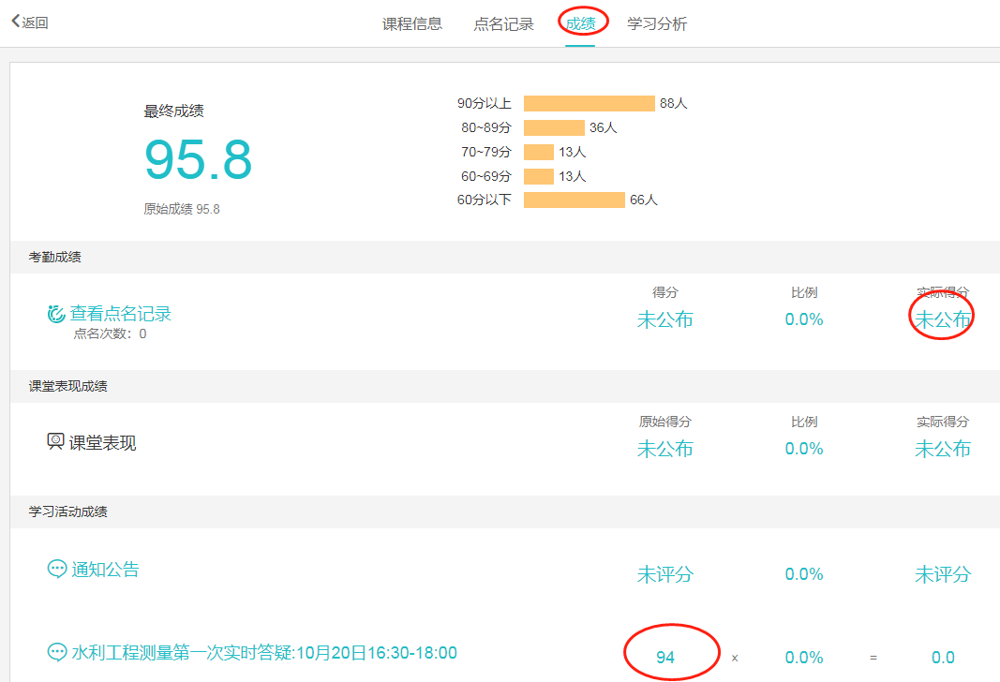 返回
课程信息 点名记录 成绩 学习分析
最终成绩
95.8
原始成绩 95.8
90分以上 88人
80~89分 36人
70~79分 13人
60~69分 13人
60分以下 66人
考勤成绩
得分 比例 实际得分
查看点名记录 未公布 0.0% 未公布
点名次数：0
课堂表现成绩
原始得分 比例 实际得分
课堂表现 未公布 0.0% 未公布
学习活动成绩
通知公告 未评分 0.0% 未评分
水利工程测量第一次实时答疑:10月20日16:30-18:00 94 × 0.0% = 0.0